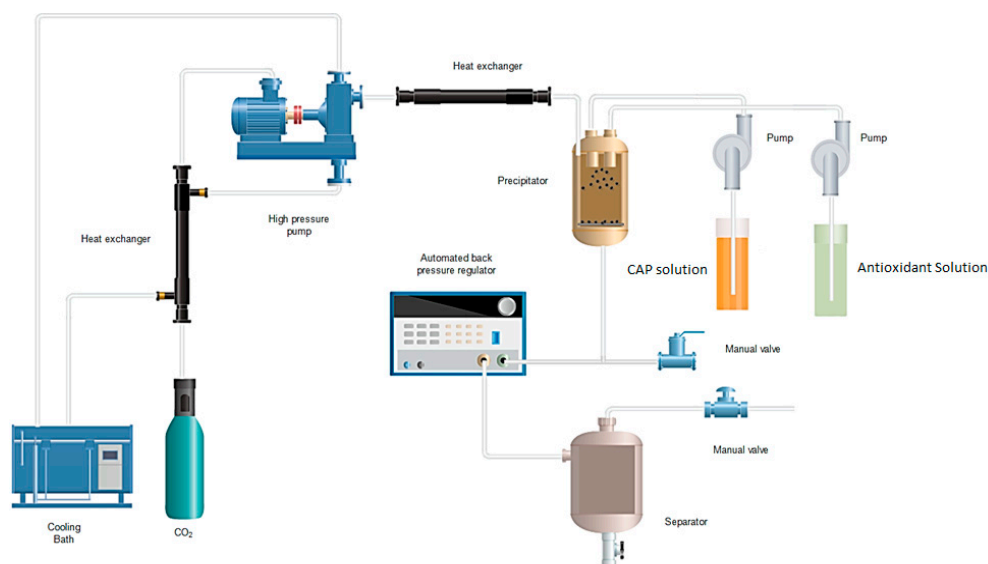 Heat exchanger
Pump
Pump
Precipitator
High pressure
pump
Heat exchanger
Automated back
pressure regulator
CAP solution
Antioxidant Solution
Manual valve
Manual valve
Separator
Cooling
Bath
CO₂